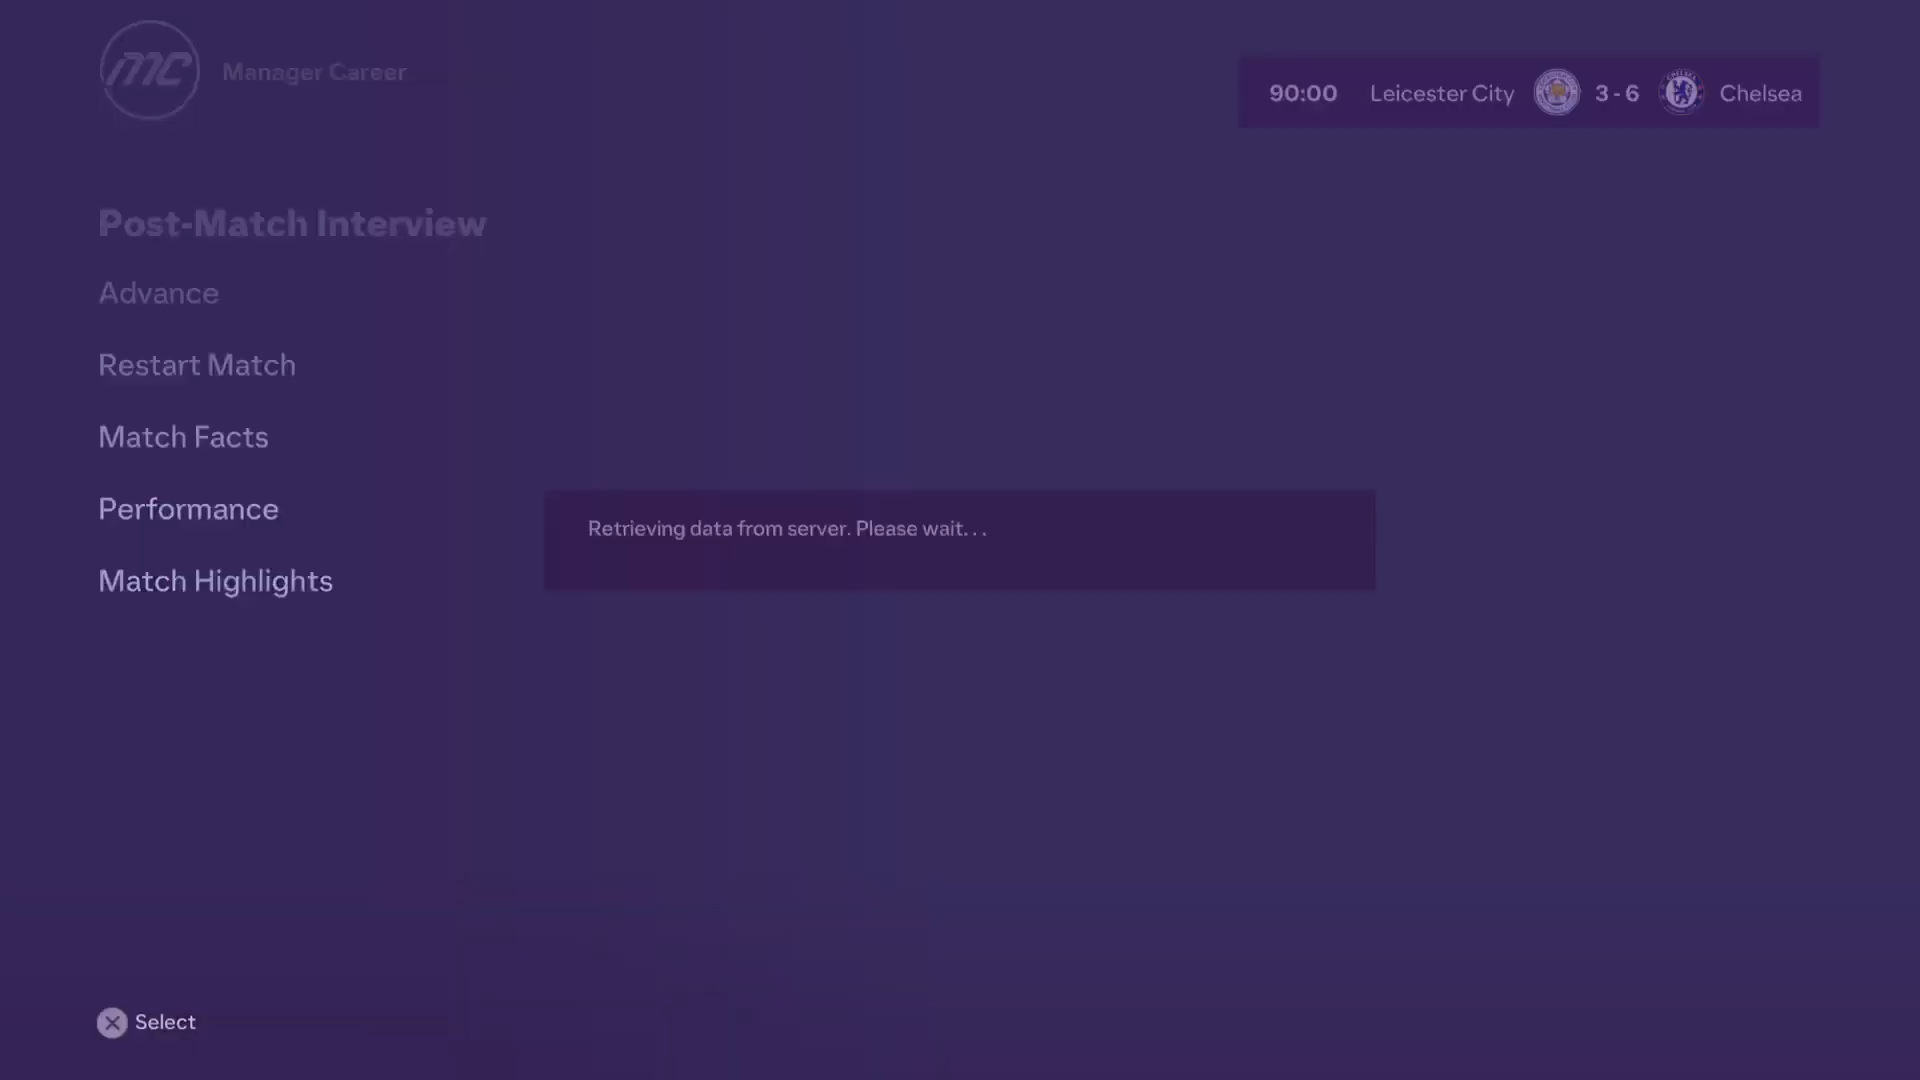 MC Manager Career
90:00 Leicester City 3 - 6 Chelsea
Post-Match Interview
Advance
Restart Match
Match Facts
Performance
Match Highlights
Retrieving data from server. Please wait. . .
Select